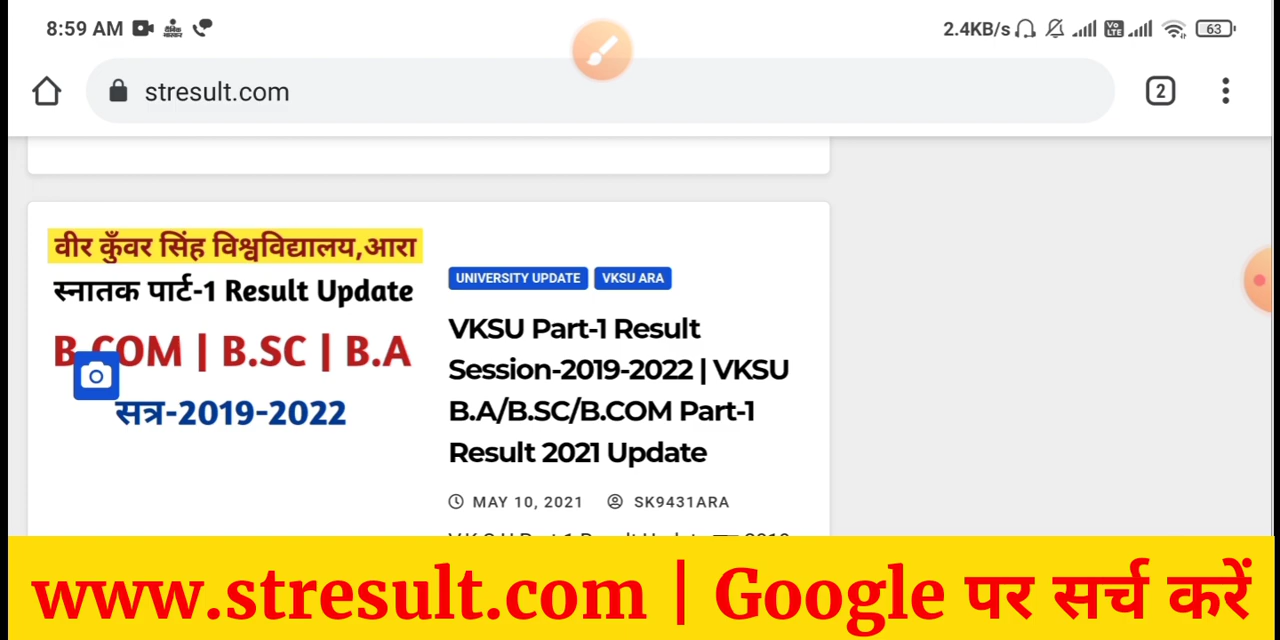 8:59 AM
2.4KB/s
63
stresult.com
2
वीर कुँवर सिंह विश्वविद्यालय,आरा
स्नातक पार्ट-1 Result Update
B.COM | B.SC | B.A
सत्र-2019-2022
UNIVERSITY UPDATE VKSU ARA
VKSU Part-1 Result
Session-2019-2022 | VKSU
B.A/B.SC/B.COM Part-1
Result 2021 Update
MAY 10, 2021 SK9431ARA
www.stresult.com | Google पर सर्च करें